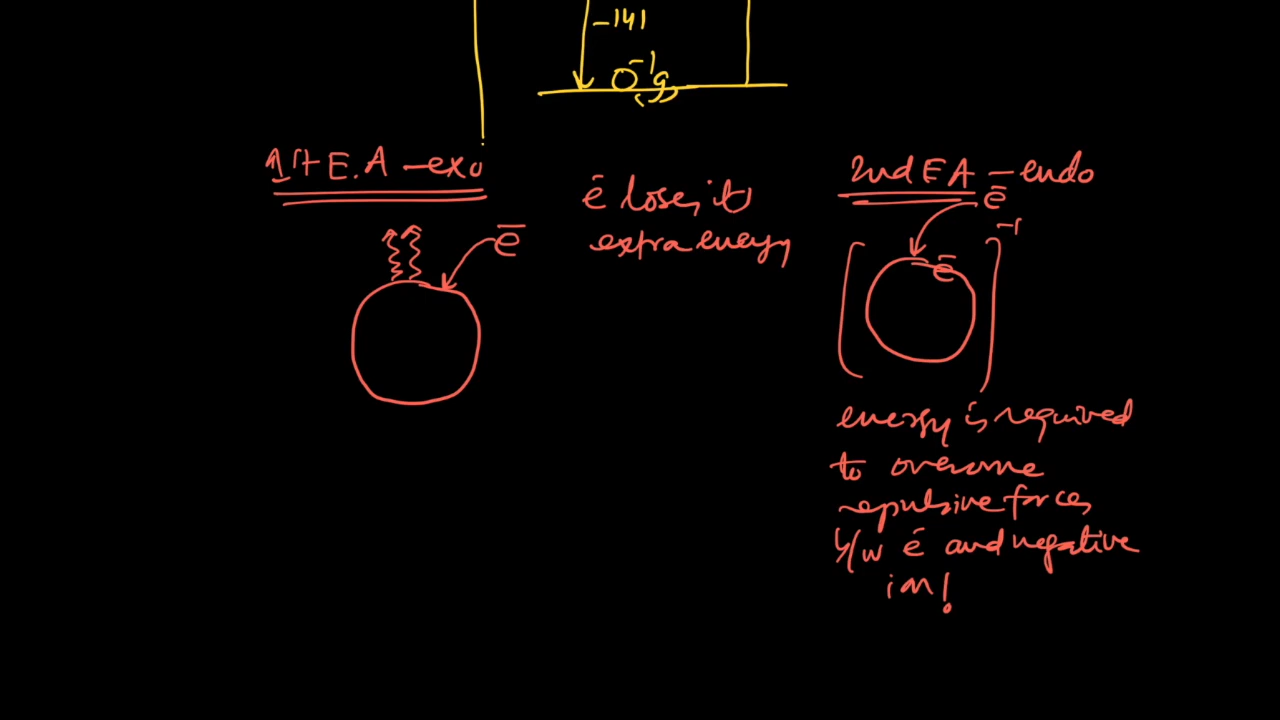 -141
O⁻¹g
1st E.A - exo
ē loses its
extra energy
ē
2nd EA - endo
ē
-1
ē
energy is required
to overcome
repulsive forces
b/w ē and negative
ion!